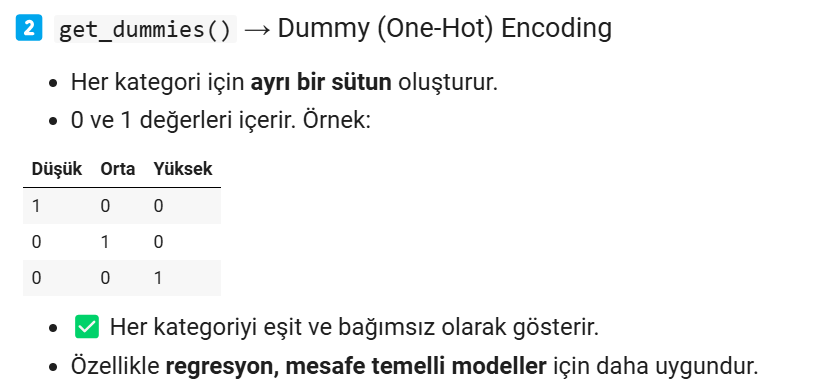 2 get_dummies() → Dummy (One-Hot) Encoding
• Her kategori için ayrı bir sütun oluşturur.
• 0 ve 1 değerleri içerir. Örnek:
Düşük Orta Yüksek
1 0 0
0 1 0
0 0 1
• ✅ Her kategoriyi eşit ve bağımsız olarak gösterir.
• Özellikle regresyon, mesafe temelli modeller için daha uygundur.